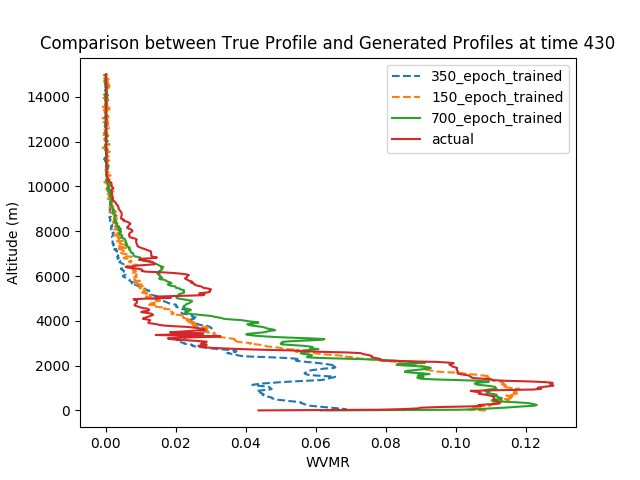 Comparison between True Profile and Generated Profiles at time 430
350_epoch_trained
150_epoch_trained
700_epoch_trained
actual
14000
12000
10000
8000
6000
4000
2000
0
Altitude (m)
0.00 0.02 0.04 0.06 0.08 0.10 0.12
WVMR